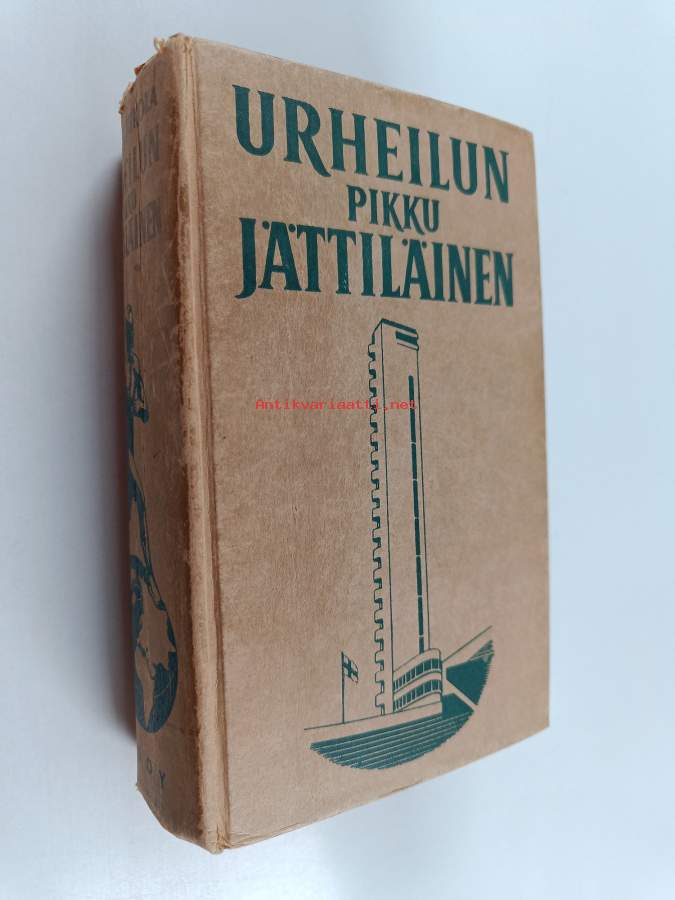 URHEILUN
PIKKU
JÄTTILÄINEN
Antikvariaatti.net